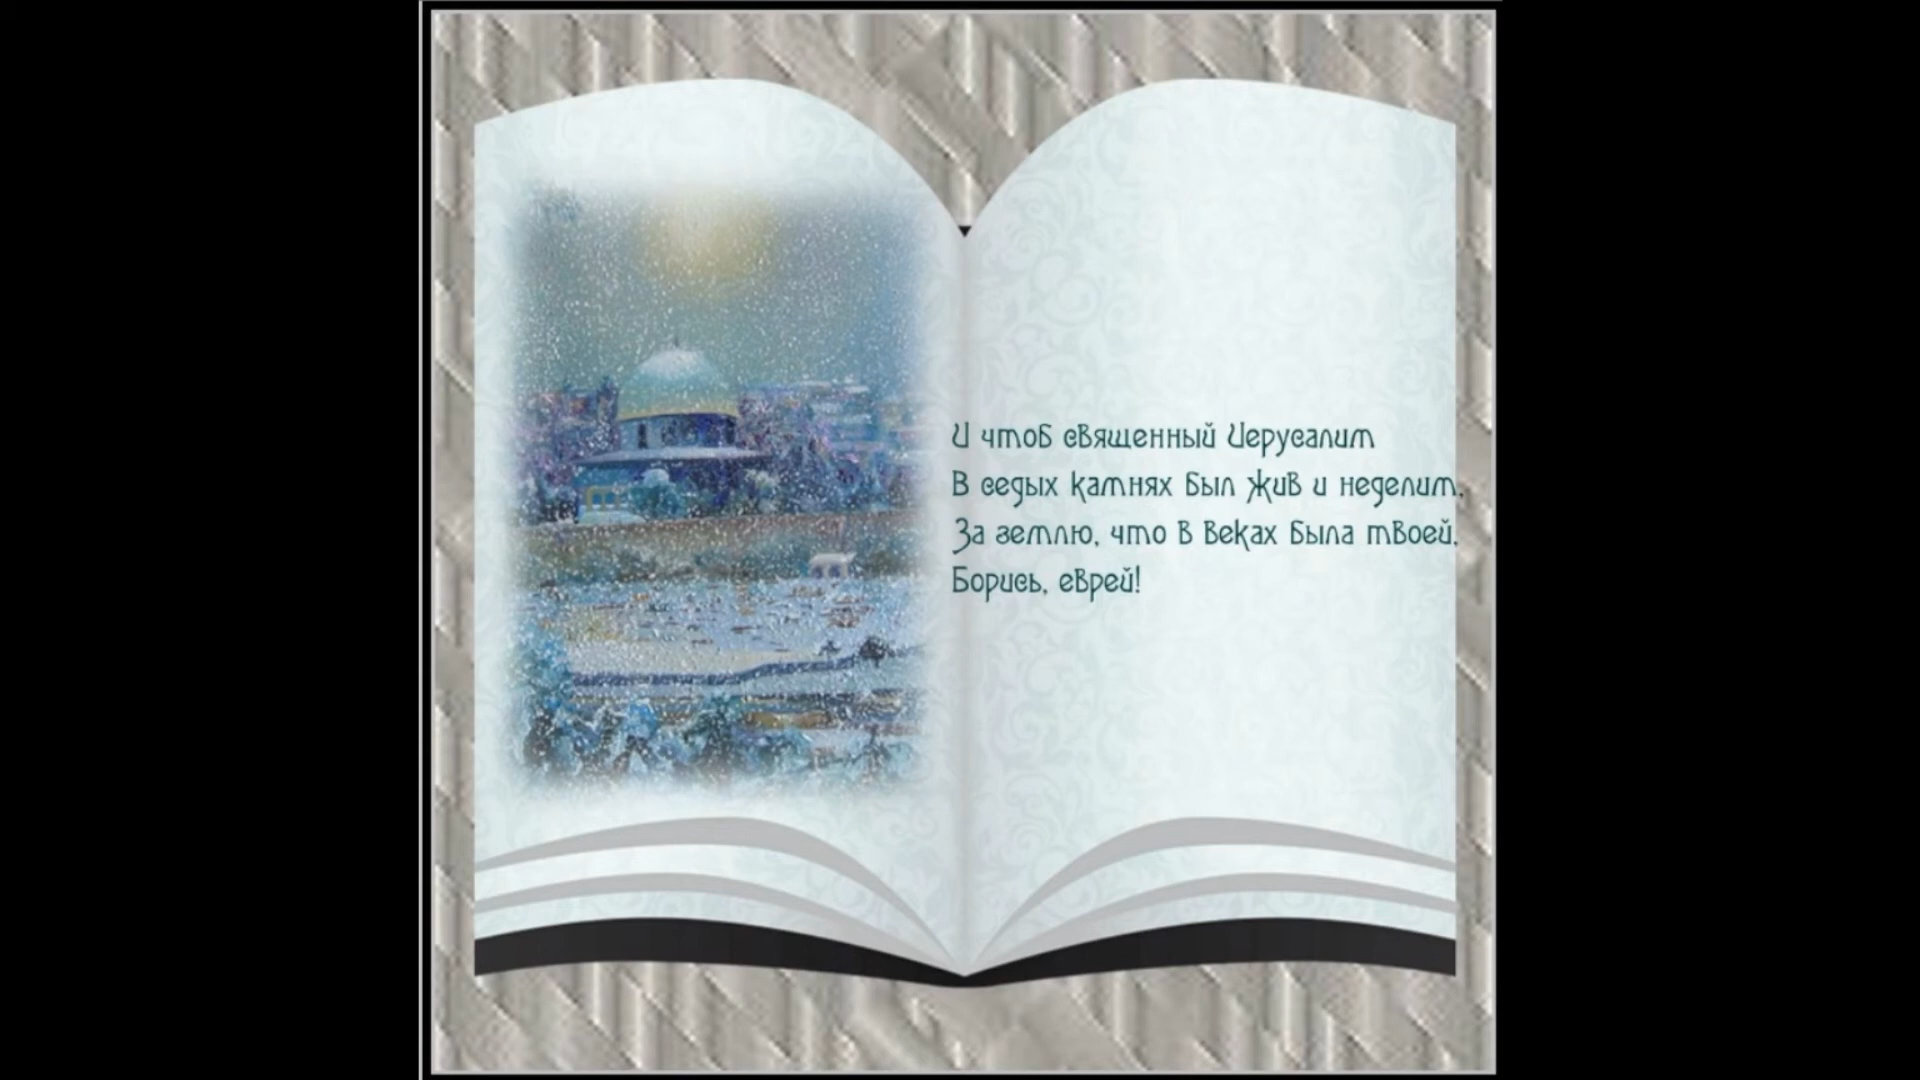 И чтоб священный Иерусалим
В седых камнях был жив и неделим,
За землю, что в веках была твоей,
Борись, еврей!